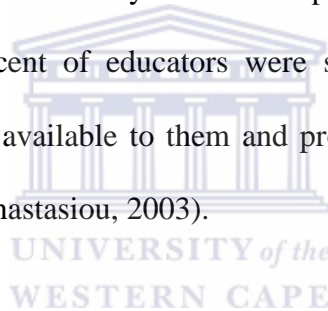 cent of educators were s
available to them and pr
nastasiou, 2003).
UNIVERSITY of the
WESTERN CAPE